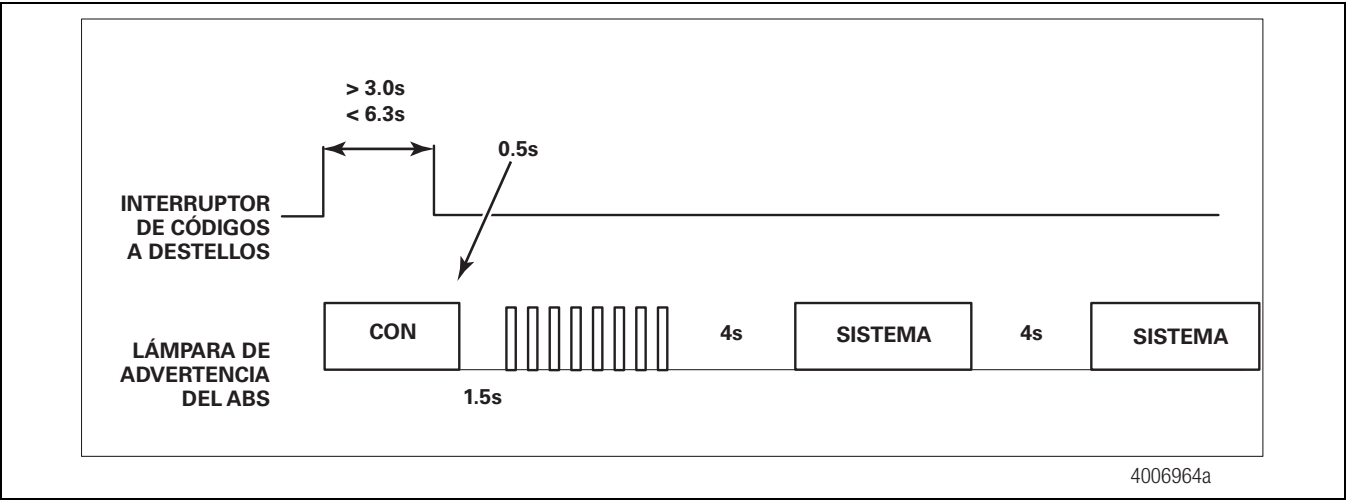 > 3.0s
< 6.3s
0.5s
INTERRUPTOR
DE CÓDIGOS
A DESTELLOS
CON
4s
SISTEMA
4s
SISTEMA
LÁMPARA DE
ADVERTENCIA
DEL ABS
1.5s
4006964a